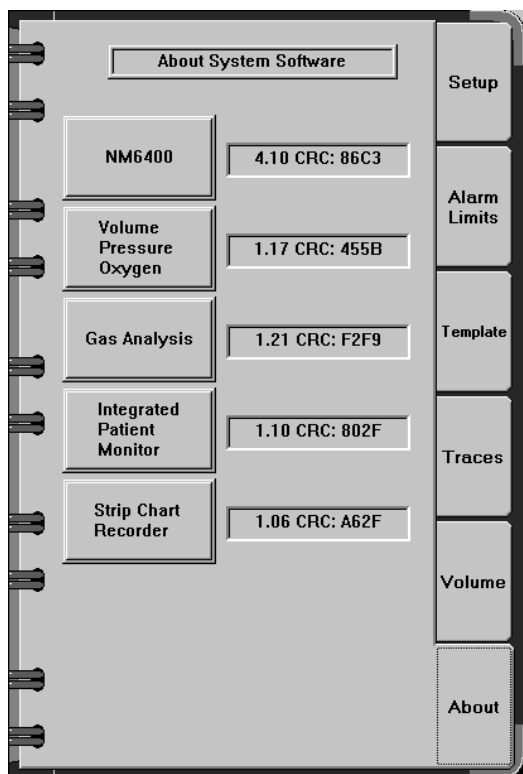 About System Software
NM6400
4.10 CRC: 86C3
Volume
Pressure
Oxygen
1.17 CRC: 455B
Gas Analysis
1.21 CRC: F2F9
Integrated
Patient
Monitor
1.10 CRC: 802F
Strip Chart
Recorder
1.06 CRC: A62F
Setup
Alarm
Limits
Template
Traces
Volume
About